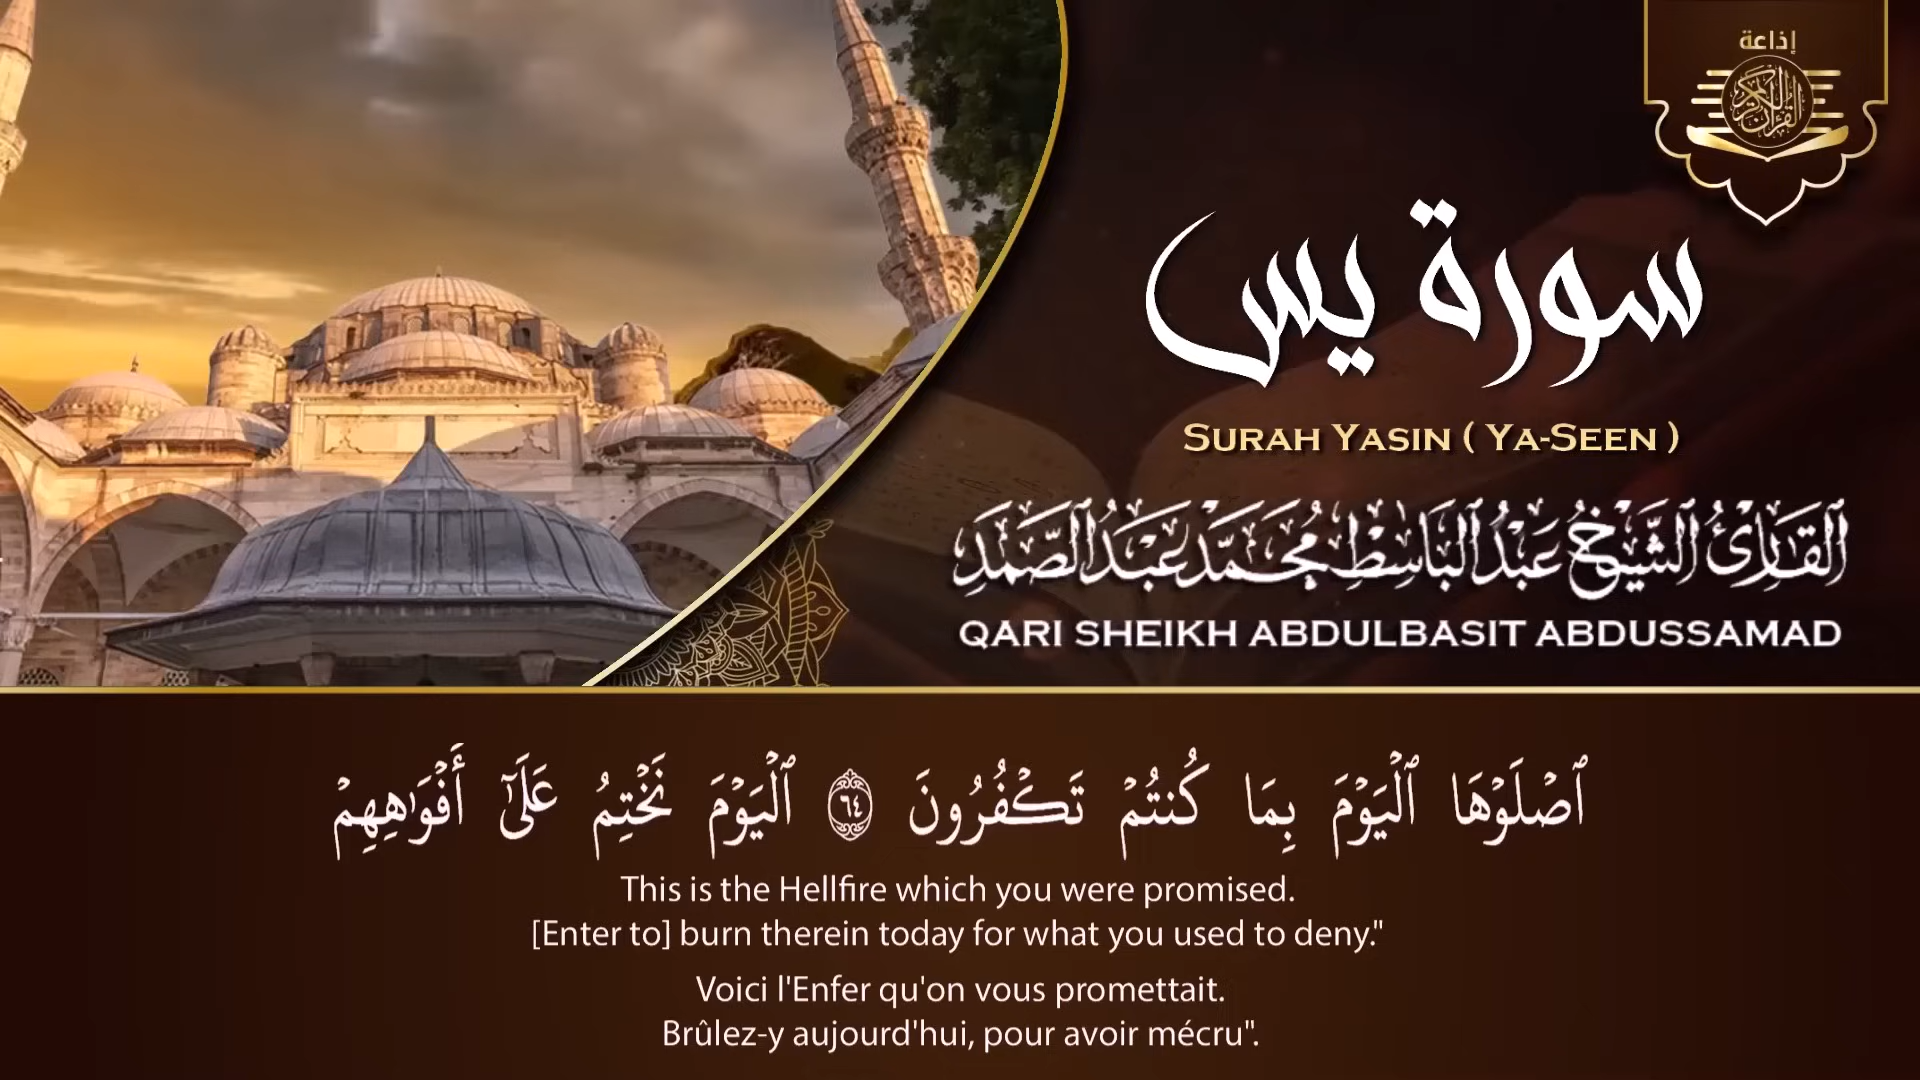 إذاعة
القرآن الكريم
سورة يس
SURAH YASIN ( YA-SEEN )
القارئ الشيخ عبد الباسط محمد عبد الصمد
QARI SHEIKH ABDULBASIT ABDUSSAMAD
ٱصۡلَوۡهَا ٱلۡيَوۡمَ بِمَا كُنتُمۡ تَكۡفُرُونَ ٦٤ ٱلۡيَوۡمَ نَخۡتِمُ عَلَىٰٓ أَفۡوَٰهِهِمۡ
This is the Hellfire which you were promised.
[Enter to] burn therein today for what you used to deny."
Voici l'Enfer qu'on vous promettait.
Brûlez-y aujourd'hui, pour avoir mécru".